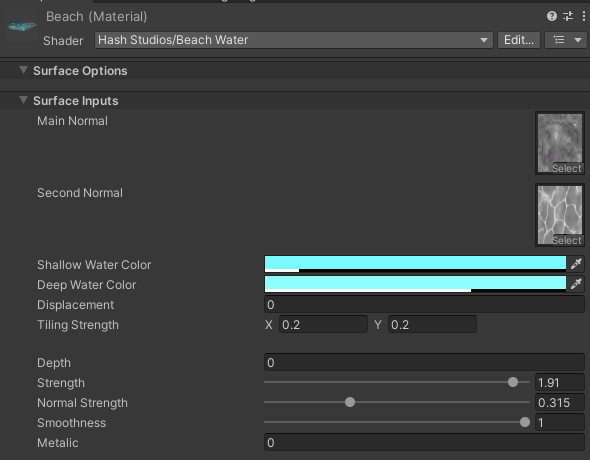 Beach (Material)
Shader Hash Studios/Beach Water Edit...
Surface Options
Surface Inputs
Main Normal
Select
Second Normal
Select
Shallow Water Color
Deep Water Color
Displacement 0
Tiling Strength X 0.2 Y 0.2
Depth 0
Strength 1.91
Normal Strength 0.315
Smoothness 1
Metalic 0